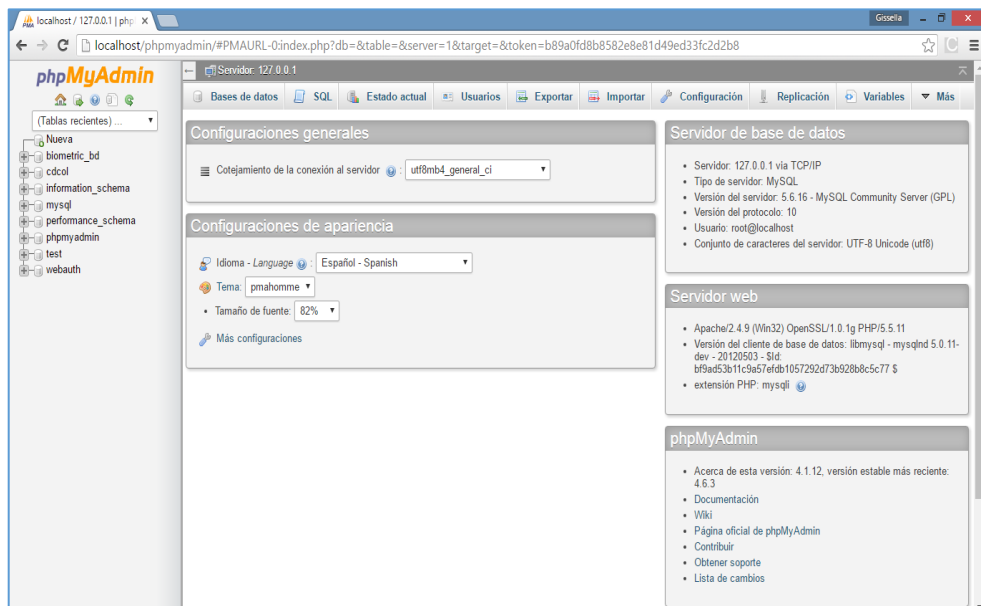 localhost / 127.0.0.1 | php
Gissella
localhost/phpmyadmin/#PMAURL-0:index.php?db=&table=&server=1&target=&token=b89a0fd8b8582e8e81d49ed33fc2d2b8
phpMyAdmin
(Tablas recientes) ...
Nueva
biometric_bd
cdcol
information_schema
mysql
performance_schema
phpmyadmin
test
webauth
Servidor: 127.0.0.1
Bases de datos SQL Estado actual Usuarios Exportar Importar Configuración Replicación Variables Más
Configuraciones generales
Cotejamiento de la conexión al servidor : utf8mb4_general_ci
Configuraciones de apariencia
Idioma - Language : Español - Spanish
Tema: pmahomme
• Tamaño de fuente: 82%
Más configuraciones
Servidor de base de datos
• Servidor: 127.0.0.1 via TCP/IP
• Tipo de servidor: MySQL
• Versión del servidor: 5.6.16 - MySQL Community Server (GPL)
• Versión del protocolo: 10
• Usuario: root@localhost
• Conjunto de caracteres del servidor: UTF-8 Unicode (utf8)
Servidor web
• Apache/2.4.9 (Win32) OpenSSL/1.0.1g PHP/5.5.11
• Versión del cliente de base de datos: libmysql - mysqlnd 5.0.11-
dev - 20120503 - $Id:
bf9ad53b11c9a57efdb1057292d73b928b8c5c77 $
• extensión PHP: mysqli
phpMyAdmin
• Acerca de esta versión: 4.1.12, versión estable más reciente:
4.6.3
• Documentación
• Wiki
• Página oficial de phpMyAdmin
• Contribuir
• Obtener soporte
• Lista de cambios